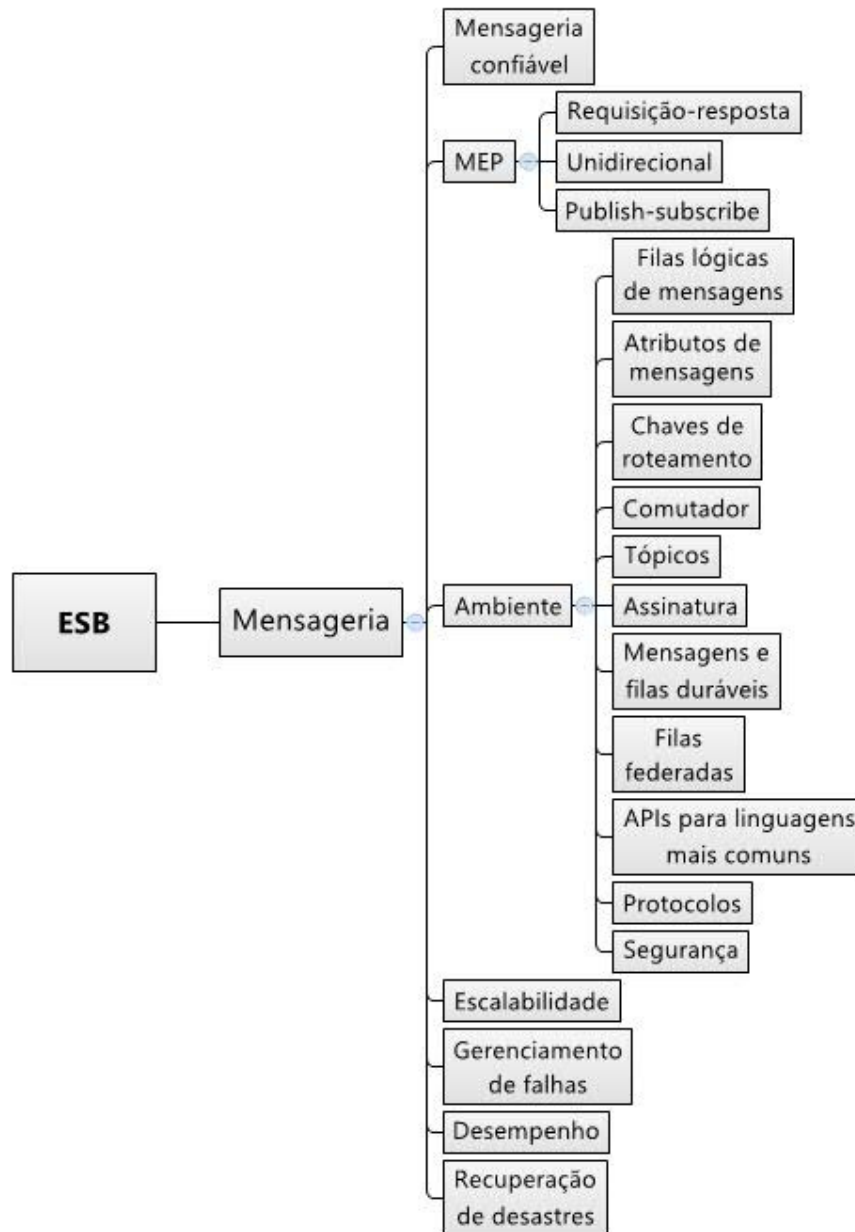 ESB
Mensageria
Mensageria
confiável
MEP
Requisição-resposta
Unidirecional
Publish-subscribe
Ambiente
Filas lógicas
de mensagens
Atributos de
mensagens
Chaves de
roteamento
Comutador
Tópicos
Assinatura
Mensagens e
filas duráveis
Filas
federadas
APIs para linguagens
mais comuns
Protocolos
Segurança
Escalabilidade
Gerenciamento
de falhas
Desempenho
Recuperação
de desastres